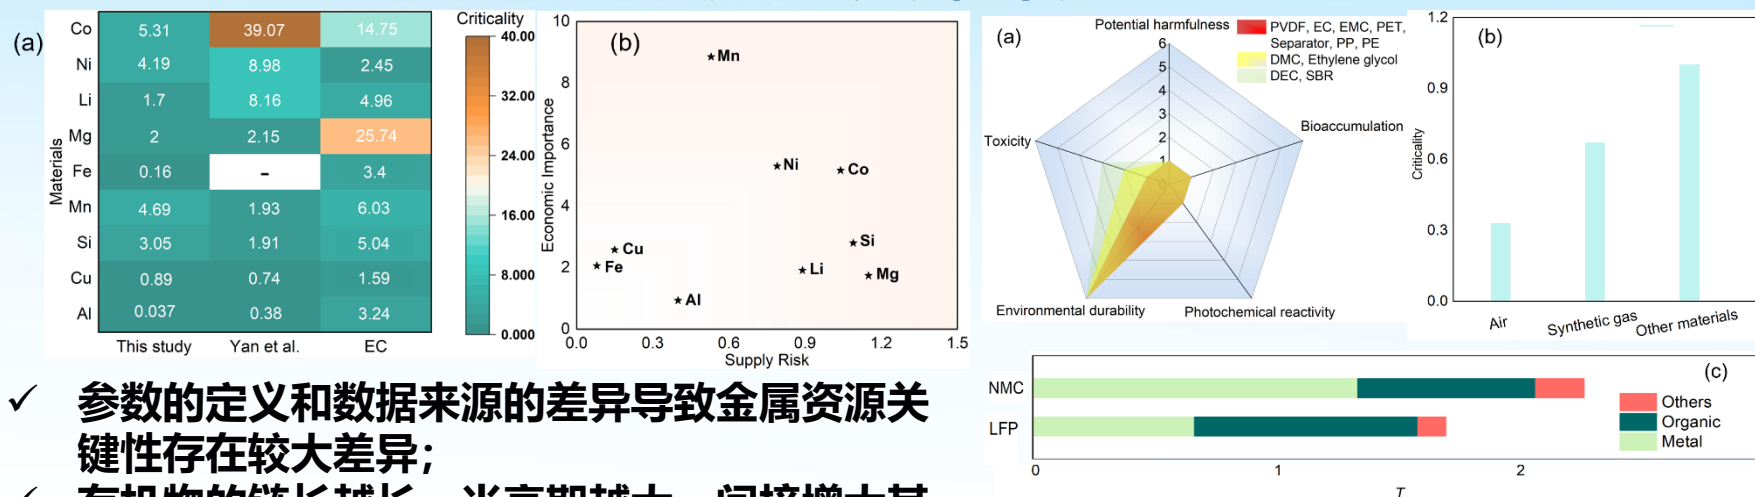 (a)
Co 5.31 39.07 14.75
Ni 4.19 8.98 2.45
Li 1.7 8.16 4.96
Mg 2 2.15 25.74
Fe 0.16 - 3.4
Mn 4.69 1.93 6.03
Si 3.05 1.91 5.04
Cu 0.89 0.74 1.59
Al 0.037 0.38 3.24
Materials
This study Yan et al. EC
Criticality
40.00
32.00
24.00
16.00
8.000
0.000
(b)
Economic Importance
10
8
6
4
2
0
Mn
Ni
Co
Cu
Fe
Si
Li
Mg
Al
0.0 0.3 0.6 0.9 1.2 1.5
Supply Risk
(a)
Potential harmfulness
PVDF, EC, EMC, PET,
Separator, PP, PE
DMC, Ethylene glycol
DEC, SBR
6
5
4
3
2
1
0
Toxicity
Bioaccumulation
Environmental durability
Photochemical reactivity
(b)
Criticality
1.2
0.9
0.6
0.3
0.0
Air Synthetic gas Other materials
(c)
NMC
LFP
Others
Organic
Metal
0 1 2
T
✓ 参数的定义和数据来源的差异导致金属资源关
键性存在较大差异；